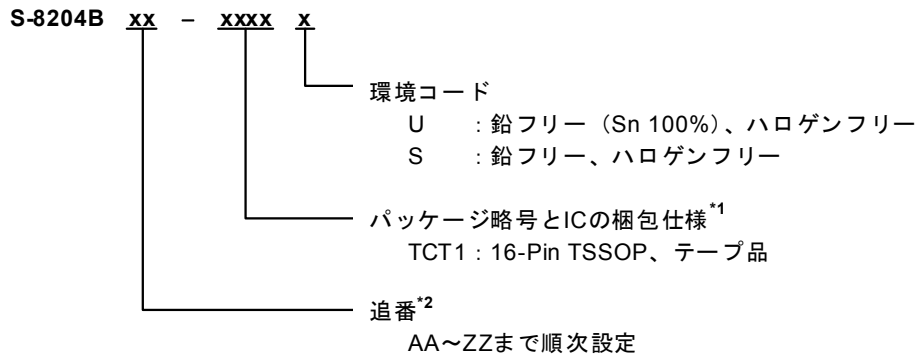 S-8204B xx – xxxx x
環境コード
U : 鉛フリー (Sn 100%)、ハロゲンフリー
S : 鉛フリー、ハロゲンフリー
パッケージ略号とICの梱包仕様*1
TCT1 : 16-Pin TSSOP、テープ品
追番*2
AA～ZZまで順次設定